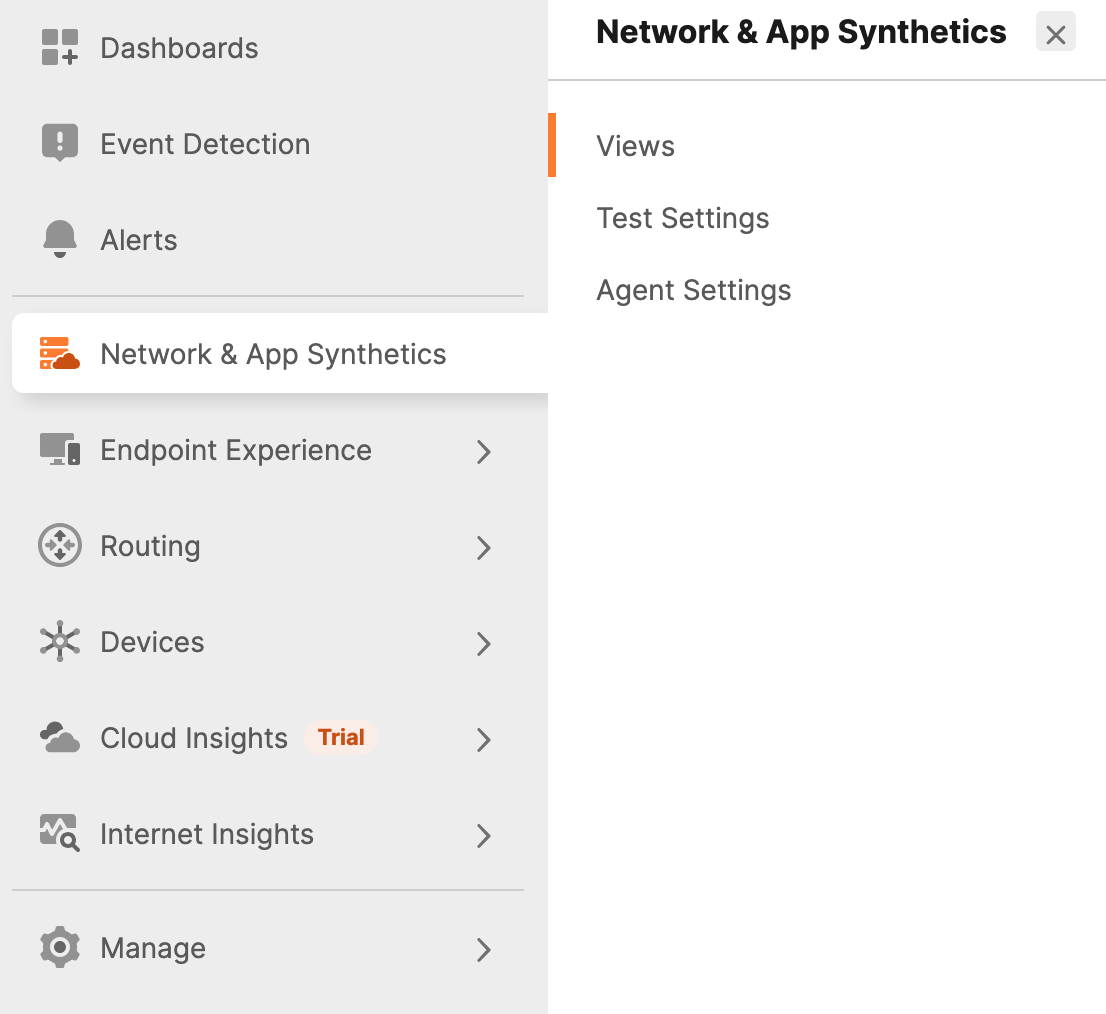 Dashboards
Event Detection
Alerts
Network & App Synthetics
Endpoint Experience
Routing
Devices
Cloud Insights Trial
Internet Insights
Manage
Network & App Synthetics
Views
Test Settings
Agent Settings